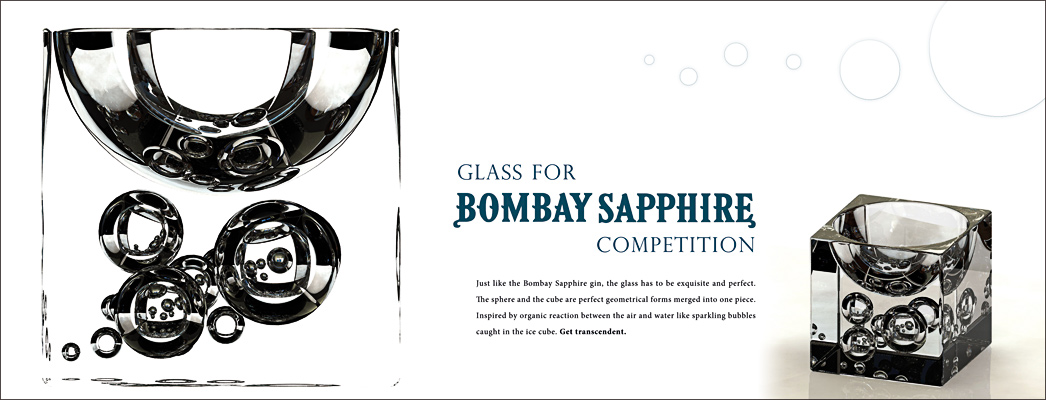 GLASS FOR
BOMBAY SAPPHIRE
COMPETITION
Just like the Bombay Sapphire gin, the glass has to be exquisite and perfect.
The sphere and the cube are perfect geometrical forms merged into one piece.
Inspired by organic reaction between the air and water like sparkling bubbles
caught in the ice cube. Get transcendent.